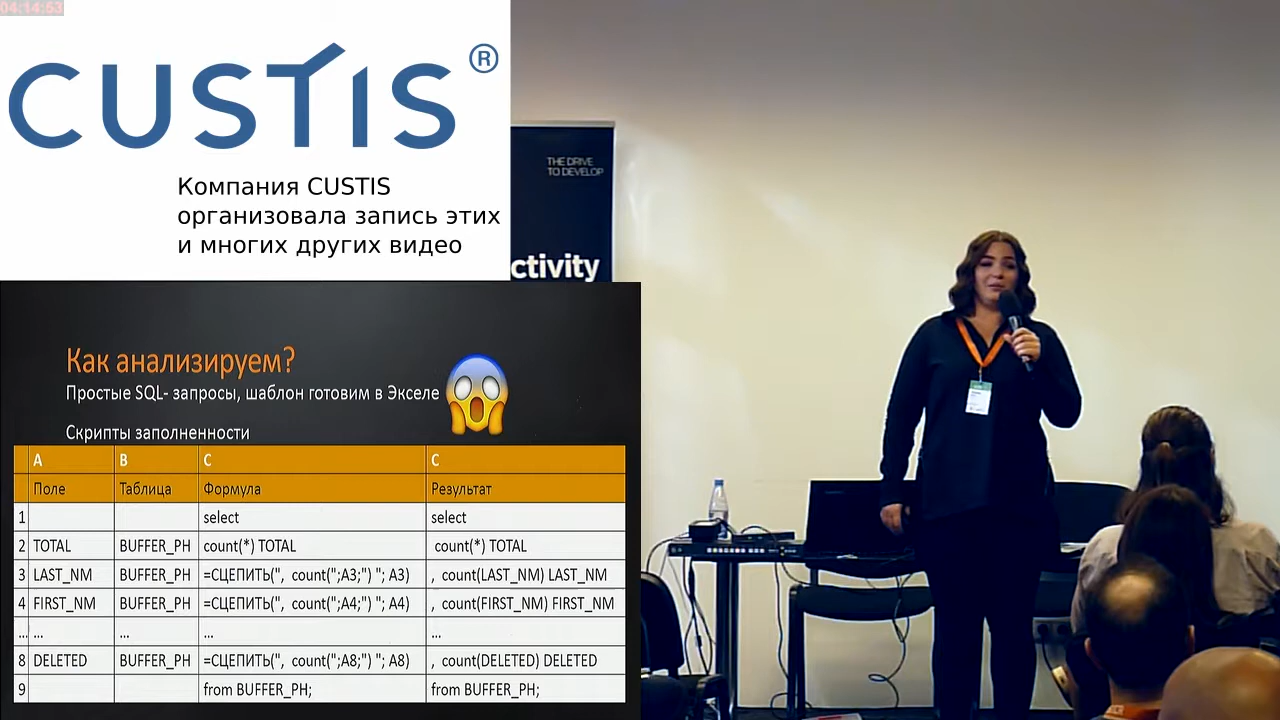 04:14:53
CUSTIS®
Компания CUSTIS
организовала запись этих
и многих других видео
THE DRIVE
TO DEVELOP
ctivity
Как анализируем?
Простые SQL- запросы, шаблон готовим в Экселе
Скрипты заполненности
A B C C
Поле Таблица Формула Результат
1 select select
2 TOTAL BUFFER_PH count(*) TOTAL count(*) TOTAL
3 LAST_NM BUFFER_PH =СЦЕПИТЬ(", count(";A3;") "; A3) , count(LAST_NM) LAST_NM
4 FIRST_NM BUFFER_PH =СЦЕПИТЬ(", count(";A4;") "; A4) , count(FIRST_NM) FIRST_NM
... ... ... ... ...
8 DELETED BUFFER_PH =СЦЕПИТЬ(", count(";A8;") "; A8) , count(DELETED) DELETED
9 from BUFFER_PH; from BUFFER_PH;